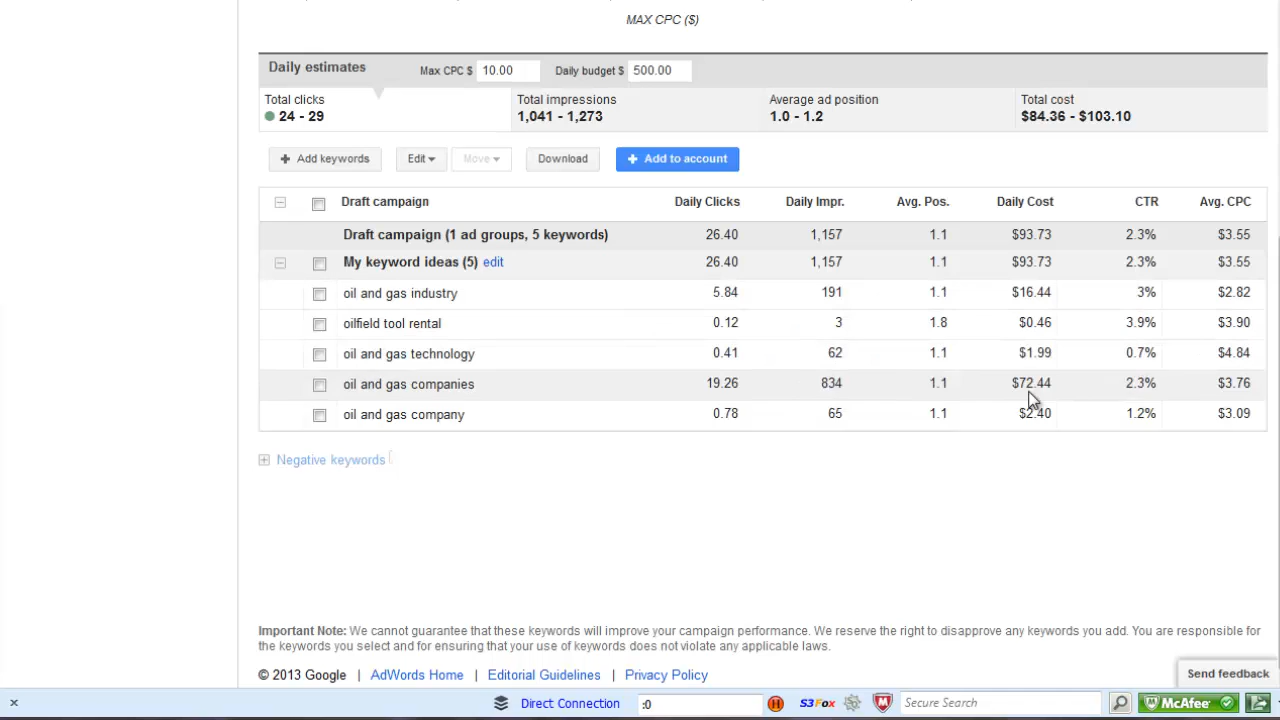 MAX CPC ($)
Daily estimates Max CPC $ 10.00 Daily budget $ 500.00
Total clicks Total impressions Average ad position Total cost
24 - 29 1,041 - 1,273 1.0 - 1.2 $84.36 - $103.10
+ Add keywords Edit Move Download + Add to account
Draft campaign Daily Clicks Daily Impr. Avg. Pos. Daily Cost CTR Avg. CPC
Draft campaign (1 ad groups, 5 keywords) 26.40 1,157 1.1 $93.73 2.3% $3.55
My keyword ideas (5) edit 26.40 1,157 1.1 $93.73 2.3% $3.55
oil and gas industry 5.84 191 1.1 $16.44 3% $2.82
oilfield tool rental 0.12 3 1.8 $0.46 3.9% $3.90
oil and gas technology 0.41 62 1.1 $1.99 0.7% $4.84
oil and gas companies 19.26 834 1.1 $72.44 2.3% $3.76
oil and gas company 0.78 65 1.1 $2.40 1.2% $3.09
Negative keywords
Important Note: We cannot guarantee that these keywords will improve your campaign performance. We reserve the right to disapprove any keywords you add. You are responsible for
the keywords you select and for ensuring that your use of keywords does not violate any applicable laws.
© 2013 Google | AdWords Home | Editorial Guidelines | Privacy Policy
Send feedback
× Direct Connection :0 H S3Fox Secure Search McAfee